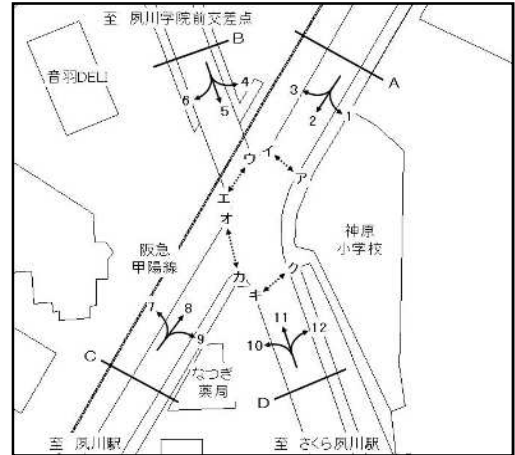 至 夙川学院前交差点
B
音羽DELI
A
4
3
6
5
2
1
イ
ウ
ア
エ
オ
神原
小学校
阪急
甲陽線
カ
ク
キ
7
8
11
9
12
10
なつぎ
薬局
C
D
至 夙川駅
至 さくら夙川駅